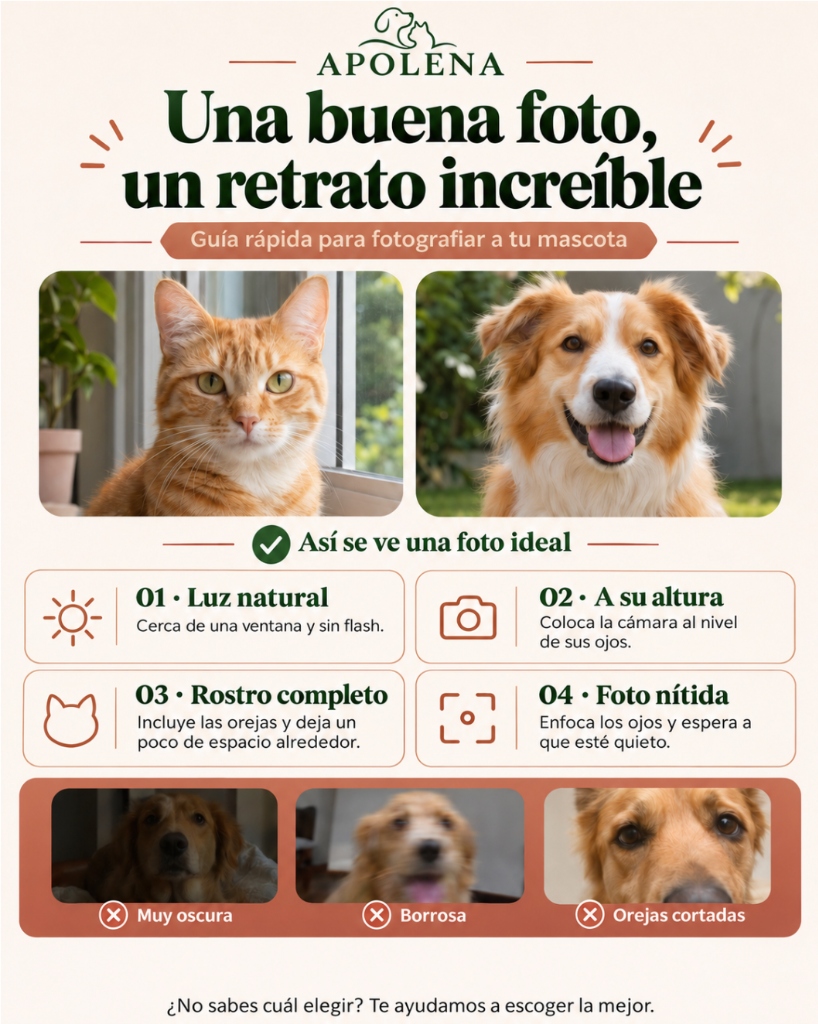 APOLENA
Una buena foto,
un retrato increíble
Guía rápida para fotografiar a tu mascota
Así se ve una foto ideal
01 · Luz natural
Cerca de una ventana y sin flash.
02 · A su altura
Coloca la cámara al nivel
de sus ojos.
03 · Rostro completo
Incluye las orejas y deja un
poco de espacio alrededor.
04 · Foto nítida
Enfoca los ojos y espera a
que esté quieto.
Muy oscura
Borrosa
Orejas cortadas
¿No sabes cuál elegir? Te ayudamos a escoger la mejor.